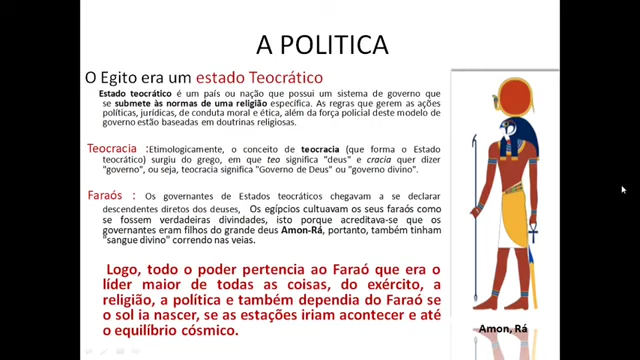 A POLITICA
O Egito era um estado Teocrático
Estado teocrático é um país ou nação que possui um sistema de governo que
se submete às normas de uma religião específica. As regras que gerem as ações
políticas, jurídicas, de conduta moral e ética, além da força policial deste modelo de
governo estão baseadas em doutrinas religiosas.
Teocracia :Etimologicamente, o conceito de teocracia (que forma o Estado
teocrático) surgiu do grego, em que teo significa "deus" e cracia quer dizer
"governo", ou seja, teocracia significa "Governo de Deus" ou "governo divino".
Faraós : Os governantes de Estados teocráticos chegavam a se declarar
descendentes diretos dos deuses, Os egípcios cultuavam os seus faraós como
se fossem verdadeiras divindades, isto porque acreditava-se que os
governantes eram filhos do grande deus Amon-Rá, portanto, também tinham
"sangue divino" correndo nas veias.
Logo, todo o poder pertencia ao Faraó que era o
líder maior de todas as coisas, do exército, a
religião, a política e também dependia do Faraó se
o sol ia nascer, se as estações iriam acontecer e até
o equilíbrio cósmico.
Amon, Rá